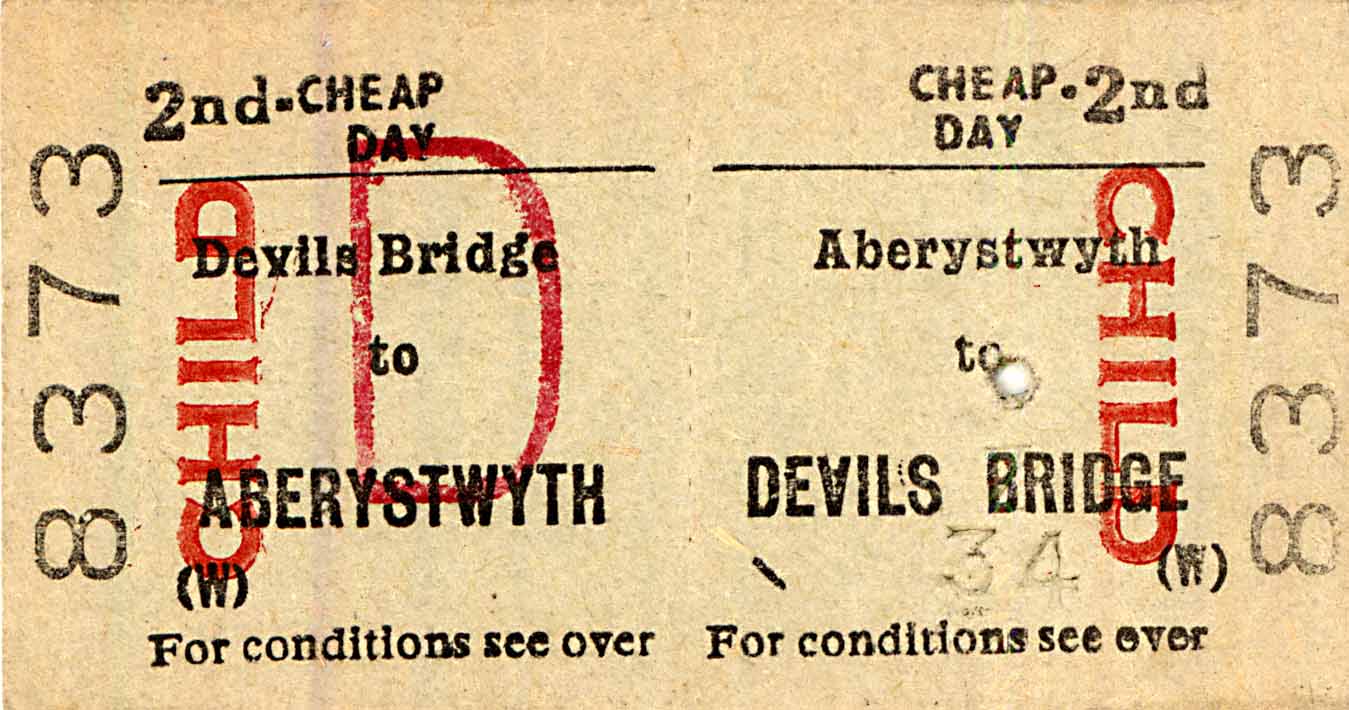 2nd-CHEAP
DAY
Devils Bridge
to
ABERYSTWYTH
(W)
For conditions see over
CHILD
D
8373
CHEAP.2nd
DAY
Aberystwyth
to
DEVILS BRIDGE
34
(W)
For conditions see over
CHILD
8373